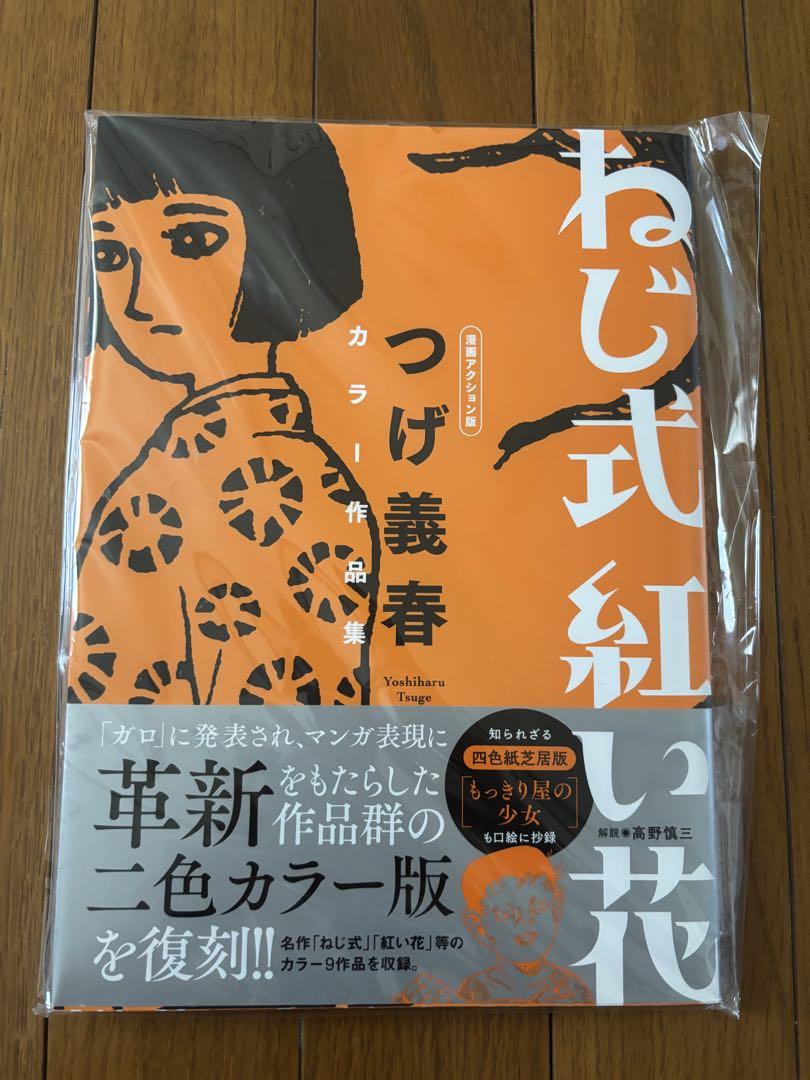 ねじ式 紅い花
漫画アクション版
つげ義春
カラー作品集
Yoshiharu
Tsuge
「ガロ」に発表され、マンガ表現に
革新をもたらした
作品群の
二色カラー版
を復刻!!
名作「ねじ式」「紅い花」等の
カラー9作品を収録。
知られざる
四色紙芝居版
[もっきり屋の
少女]
も口絵に抄録
解説◉高野慎三